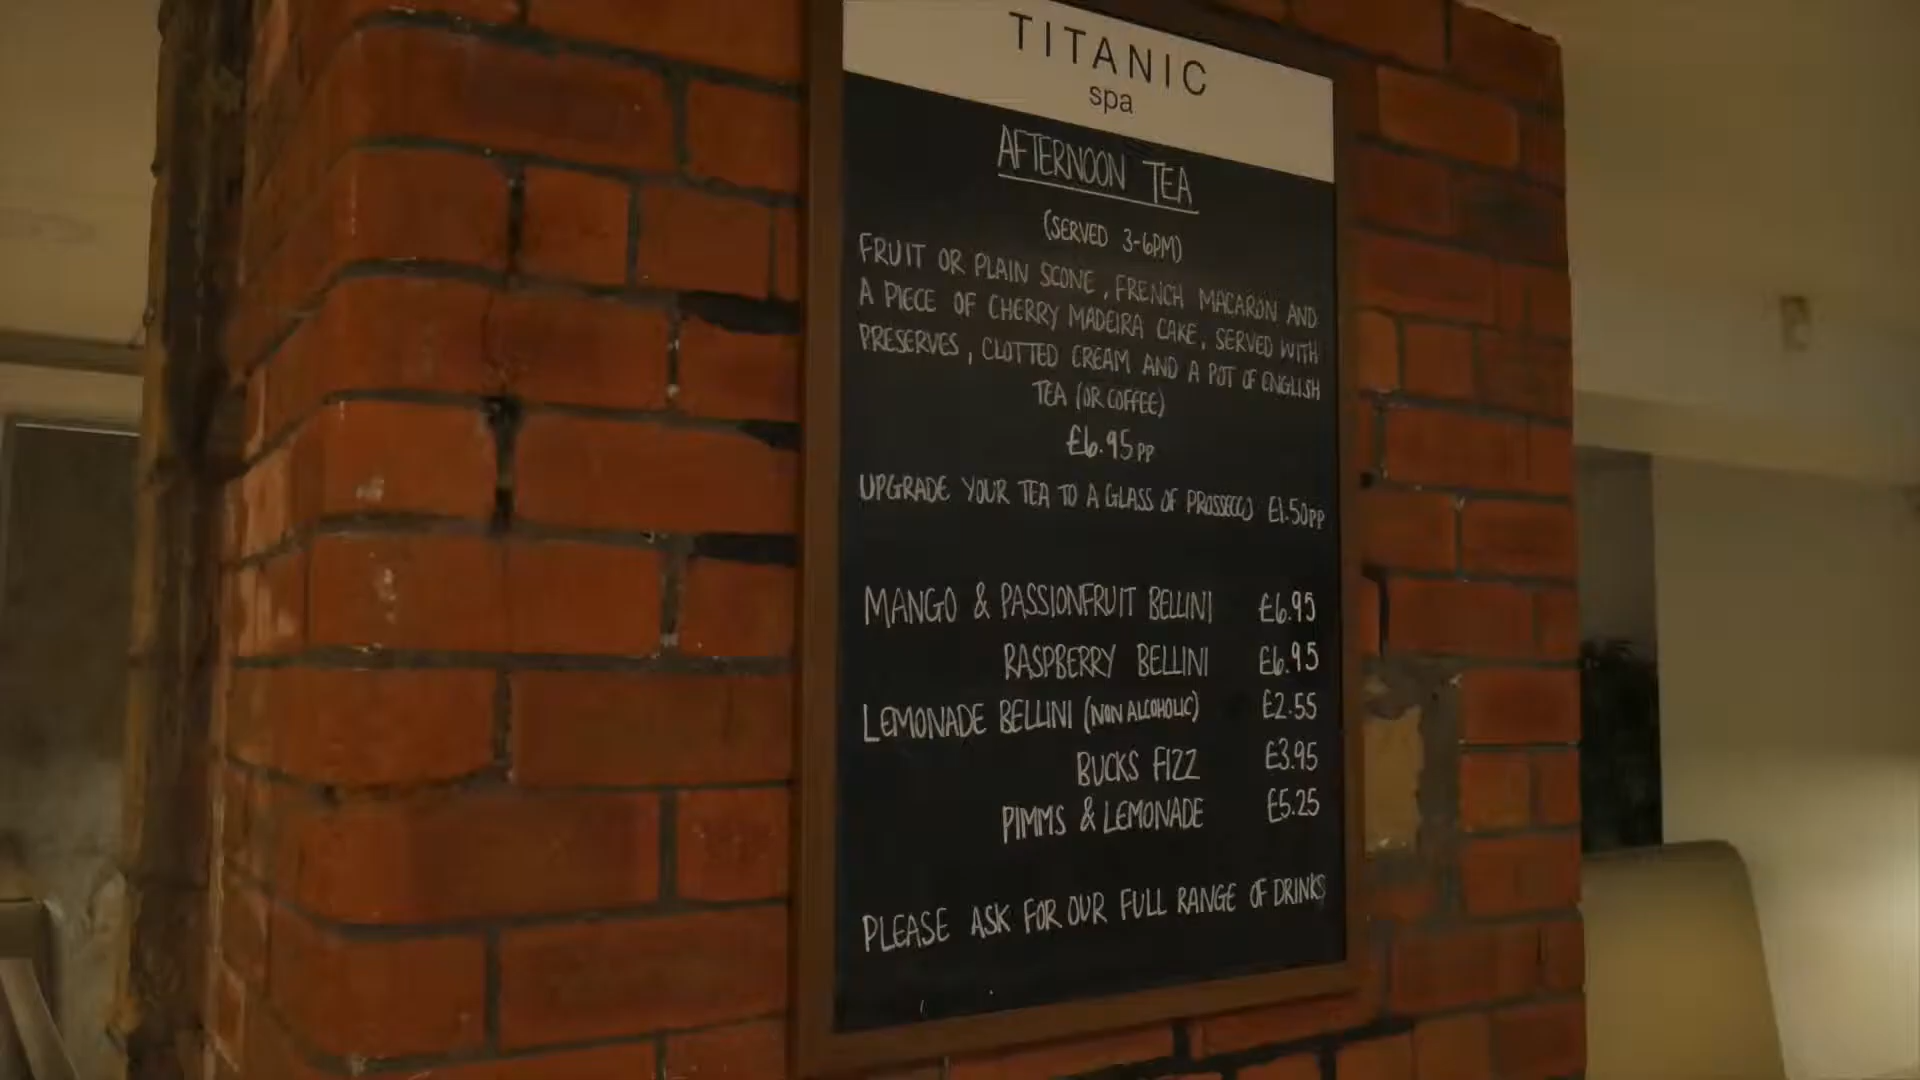 TITANIC
spa
AFTERNOON TEA
(SERVED 3-6PM)
FRUIT OR PLAIN SCONE, FRENCH MACARON AND
A PIECE OF CHERRY MADEIRA CAKE, SERVED WITH
PRESERVES, CLOTTED CREAM AND A POT OF ENGLISH
TEA (OR COFFEE)
£6.95 PP
UPGRADE YOUR TEA TO A GLASS OF PROSSECCO £1.50PP
MANGO & PASSIONFRUIT BELLINI £6.95
RASPBERRY BELLINI £6.95
LEMONADE BELLINI (NON ALCOHOLIC) £2.55
BUCKS FIZZ £3.95
PIMMS & LEMONADE £5.25
PLEASE ASK FOR OUR FULL RANGE OF DRINKS